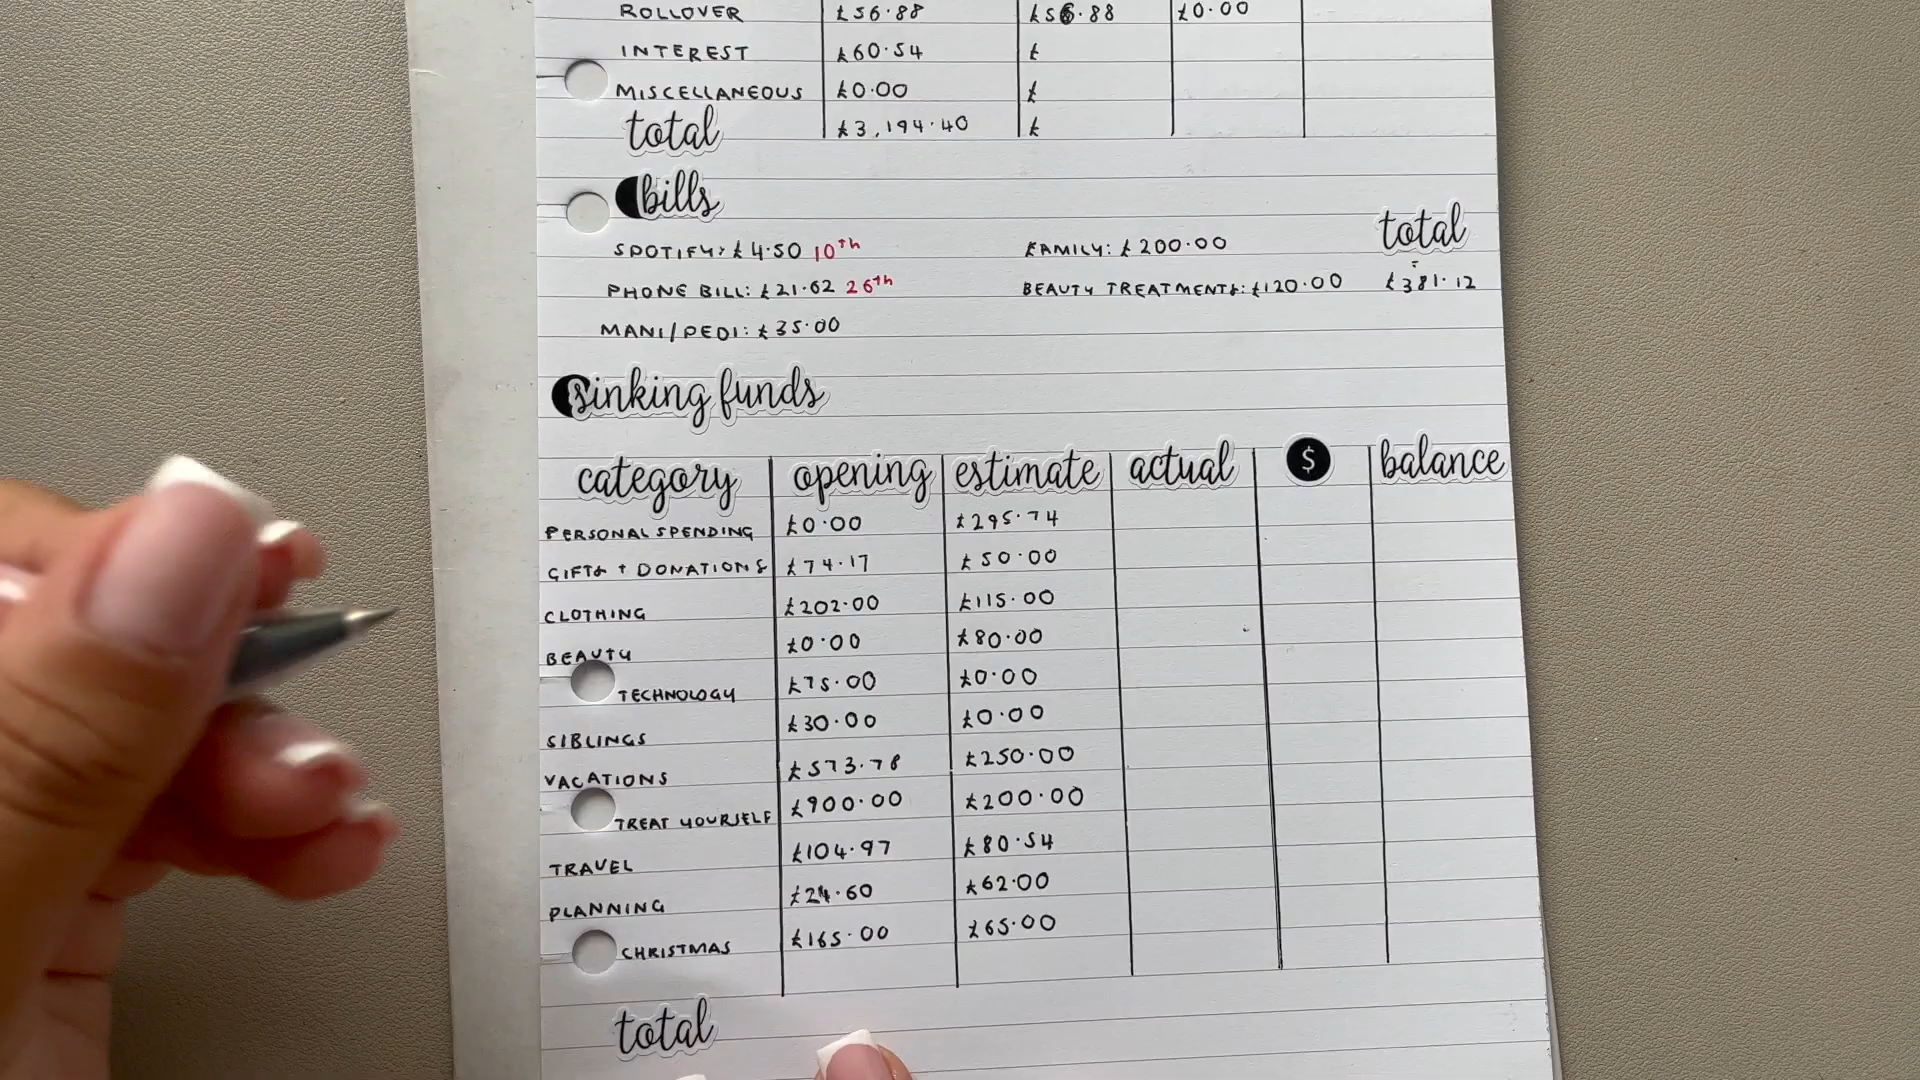 ROLLOVER £56.88 £56.88 £0.00
INTEREST £60.54 £
MISCELLANEOUS £0.00 £
total £3,194.40 £
bills
total
SPOTIFY: £4.50 10th FAMILY: £200.00
PHONE BILL: £21.62 26th BEAUTY TREATMENTS: £120.00 £381.12
MANI/PEDI: £35.00
sinking funds
category opening estimate actual $ balance
PERSONAL SPENDING £0.00 £295.74
GIFTS + DONATIONS £74.17 £50.00
CLOTHING £202.00 £115.00
BEAUTY £0.00 £80.00
TECHNOLOGY £75.00 £0.00
SIBLINGS £30.00 £0.00
VACATIONS £573.78 £250.00
TREAT YOURSELF £900.00 £200.00
TRAVEL £104.97 £80.54
PLANNING £24.60 £62.00
CHRISTMAS £165.00 £65.00
total